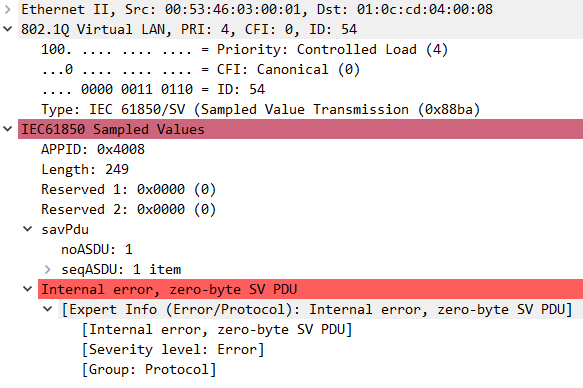 Ethernet II, Src: 00:53:46:03:00:01, Dst: 01:0c:cd:04:00:08
802.1Q Virtual LAN, PRI: 4, CFI: 0, ID: 54
100. .... .... .... = Priority: Controlled Load (4)
...0 .... .... .... = CFI: Canonical (0)
.... 0000 0011 0110 = ID: 54
Type: IEC 61850/SV (Sampled Value Transmission (0x88ba)
IEC61850 Sampled Values
APPID: 0x4008
Length: 249
Reserved 1: 0x0000 (0)
Reserved 2: 0x0000 (0)
savPdu
noASDU: 1
seqASDU: 1 item
Internal error, zero-byte SV PDU
[Expert Info (Error/Protocol): Internal error, zero-byte SV PDU]
[Internal error, zero-byte SV PDU]
[Severity level: Error]
[Group: Protocol]